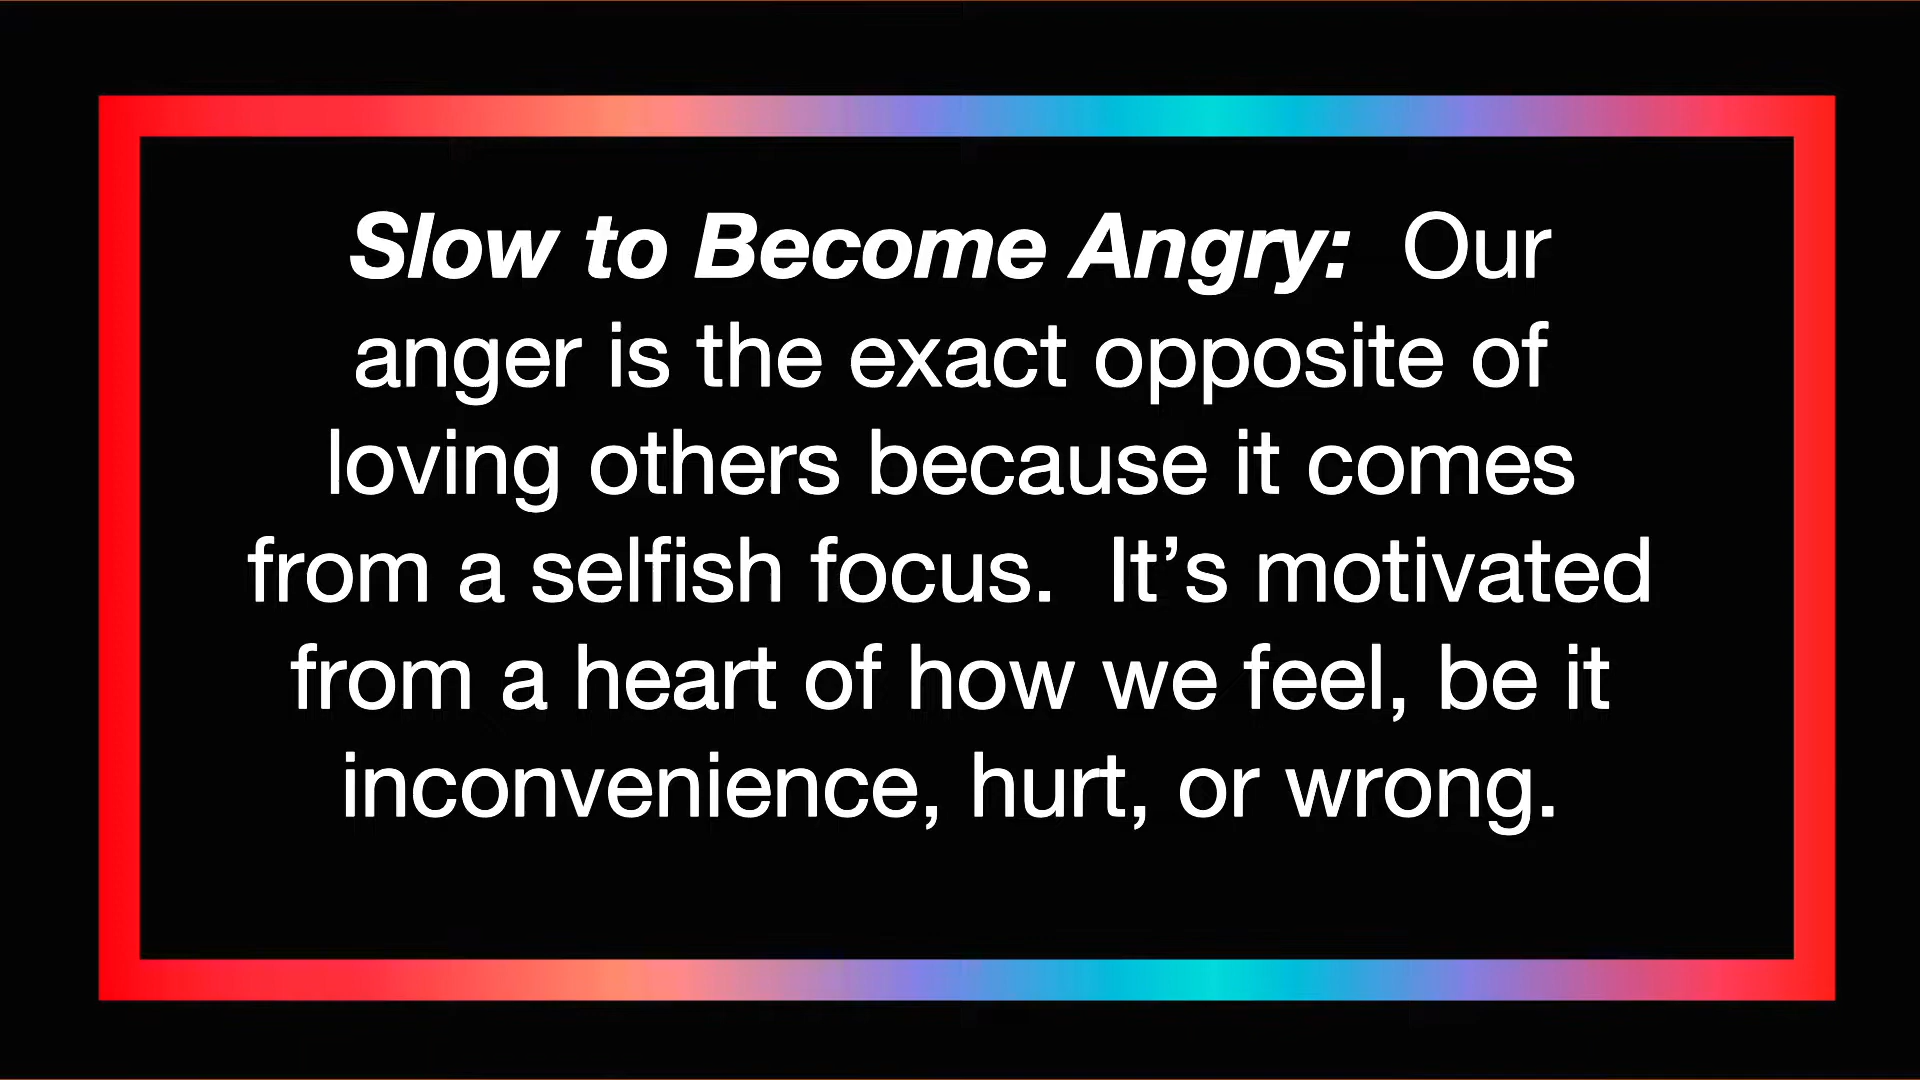 Slow to Become Angry:  Our
anger is the exact opposite of
loving others because it comes
from a selfish focus.  It’s motivated
from a heart of how we feel, be it
inconvenience, hurt, or wrong.